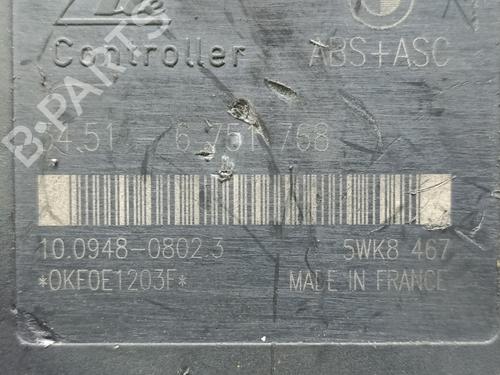 Controller
ABS+ASC
34.51 6 751 768
10.0948-0802.3
5WK8 467
*0KF0E1203F*
MADE IN FRANCE
B-PARTS